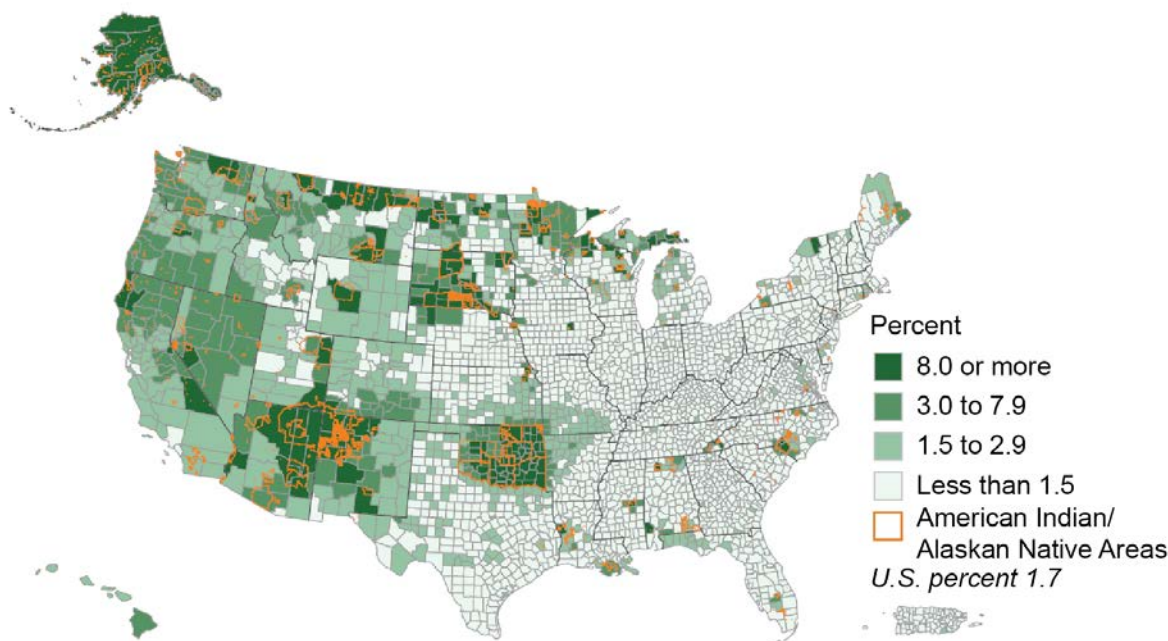 Percent
8.0 or more
3.0 to 7.9
1.5 to 2.9
Less than 1.5
American Indian/
Alaskan Native Areas
U.S. percent 1.7